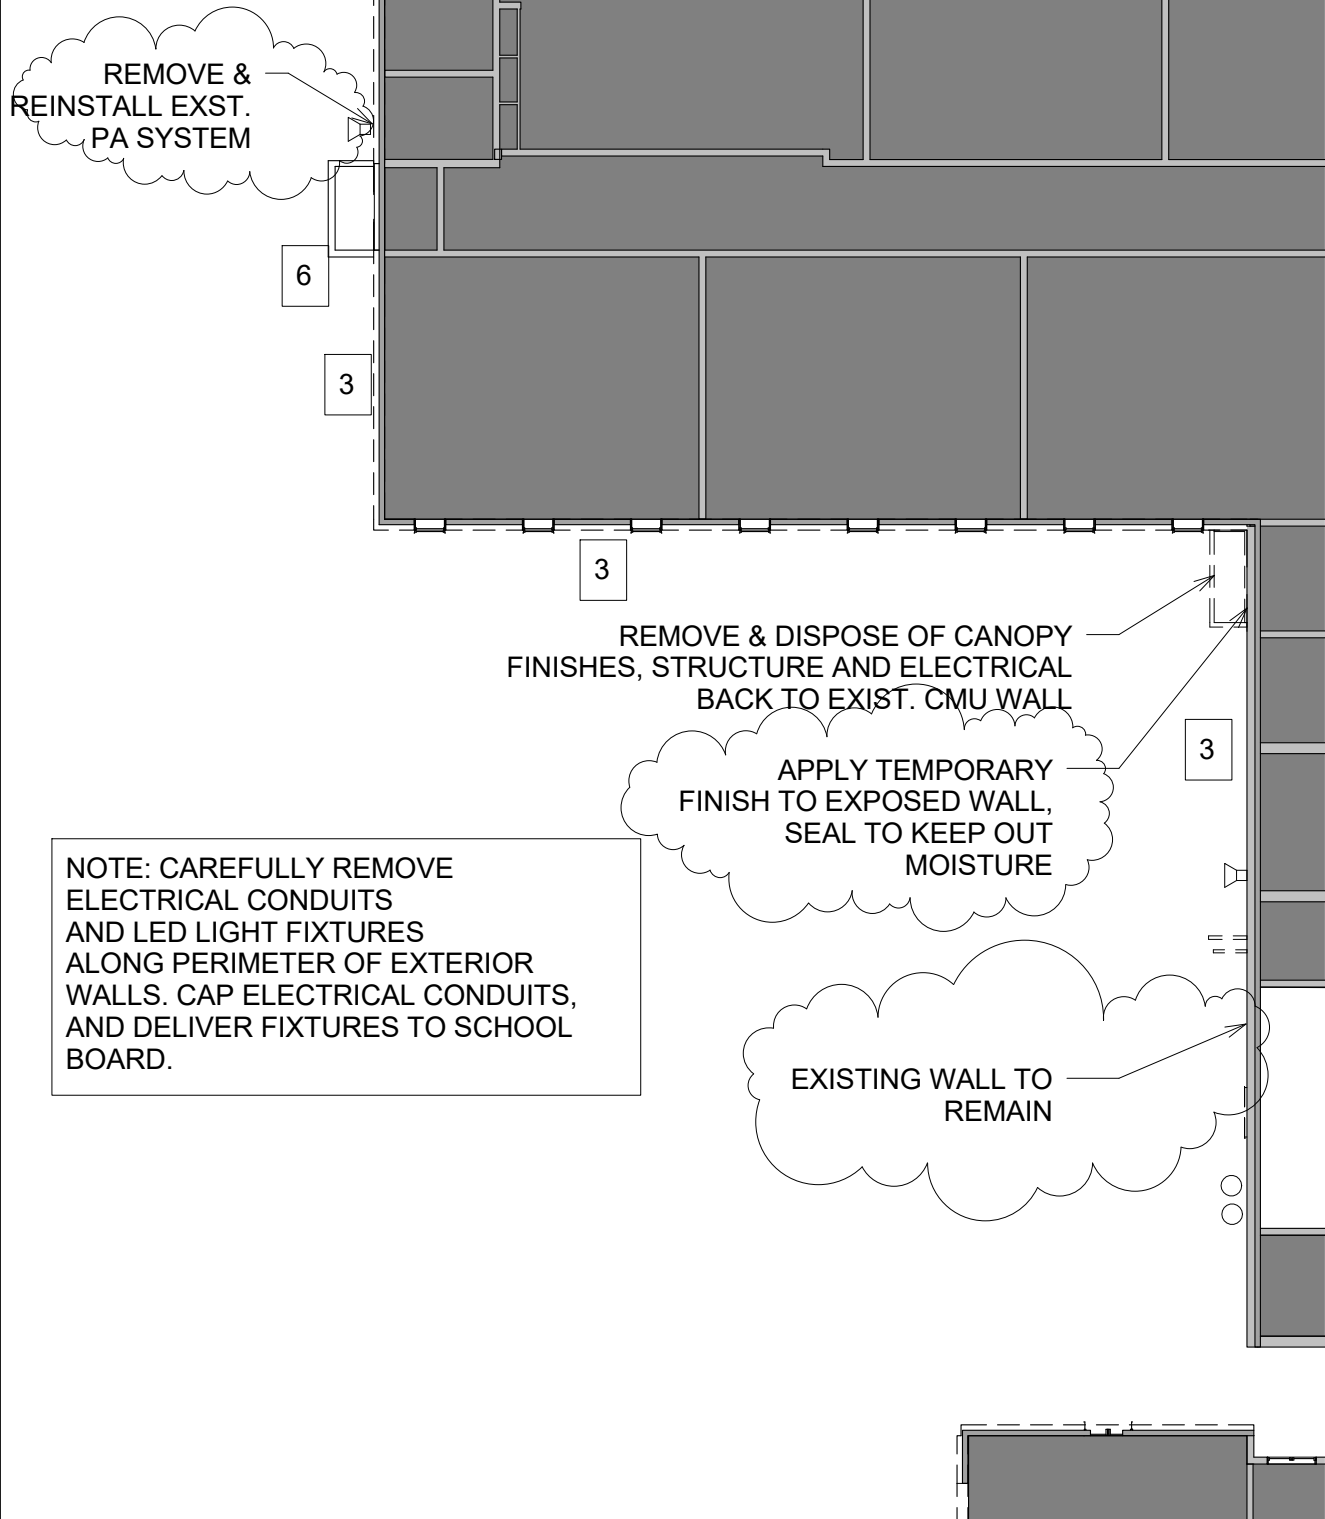 REMOVE &
REINSTALL EXST.
PA SYSTEM
6
3
3
REMOVE & DISPOSE OF CANOPY
FINISHES, STRUCTURE AND ELECTRICAL
BACK TO EXIST. CMU WALL
3
APPLY TEMPORARY
FINISH TO EXPOSED WALL,
SEAL TO KEEP OUT
MOISTURE
NOTE: CAREFULLY REMOVE
ELECTRICAL CONDUITS
AND LED LIGHT FIXTURES
ALONG PERIMETER OF EXTERIOR
WALLS. CAP ELECTRICAL CONDUITS,
AND DELIVER FIXTURES TO SCHOOL
BOARD.
EXISTING WALL TO
REMAIN